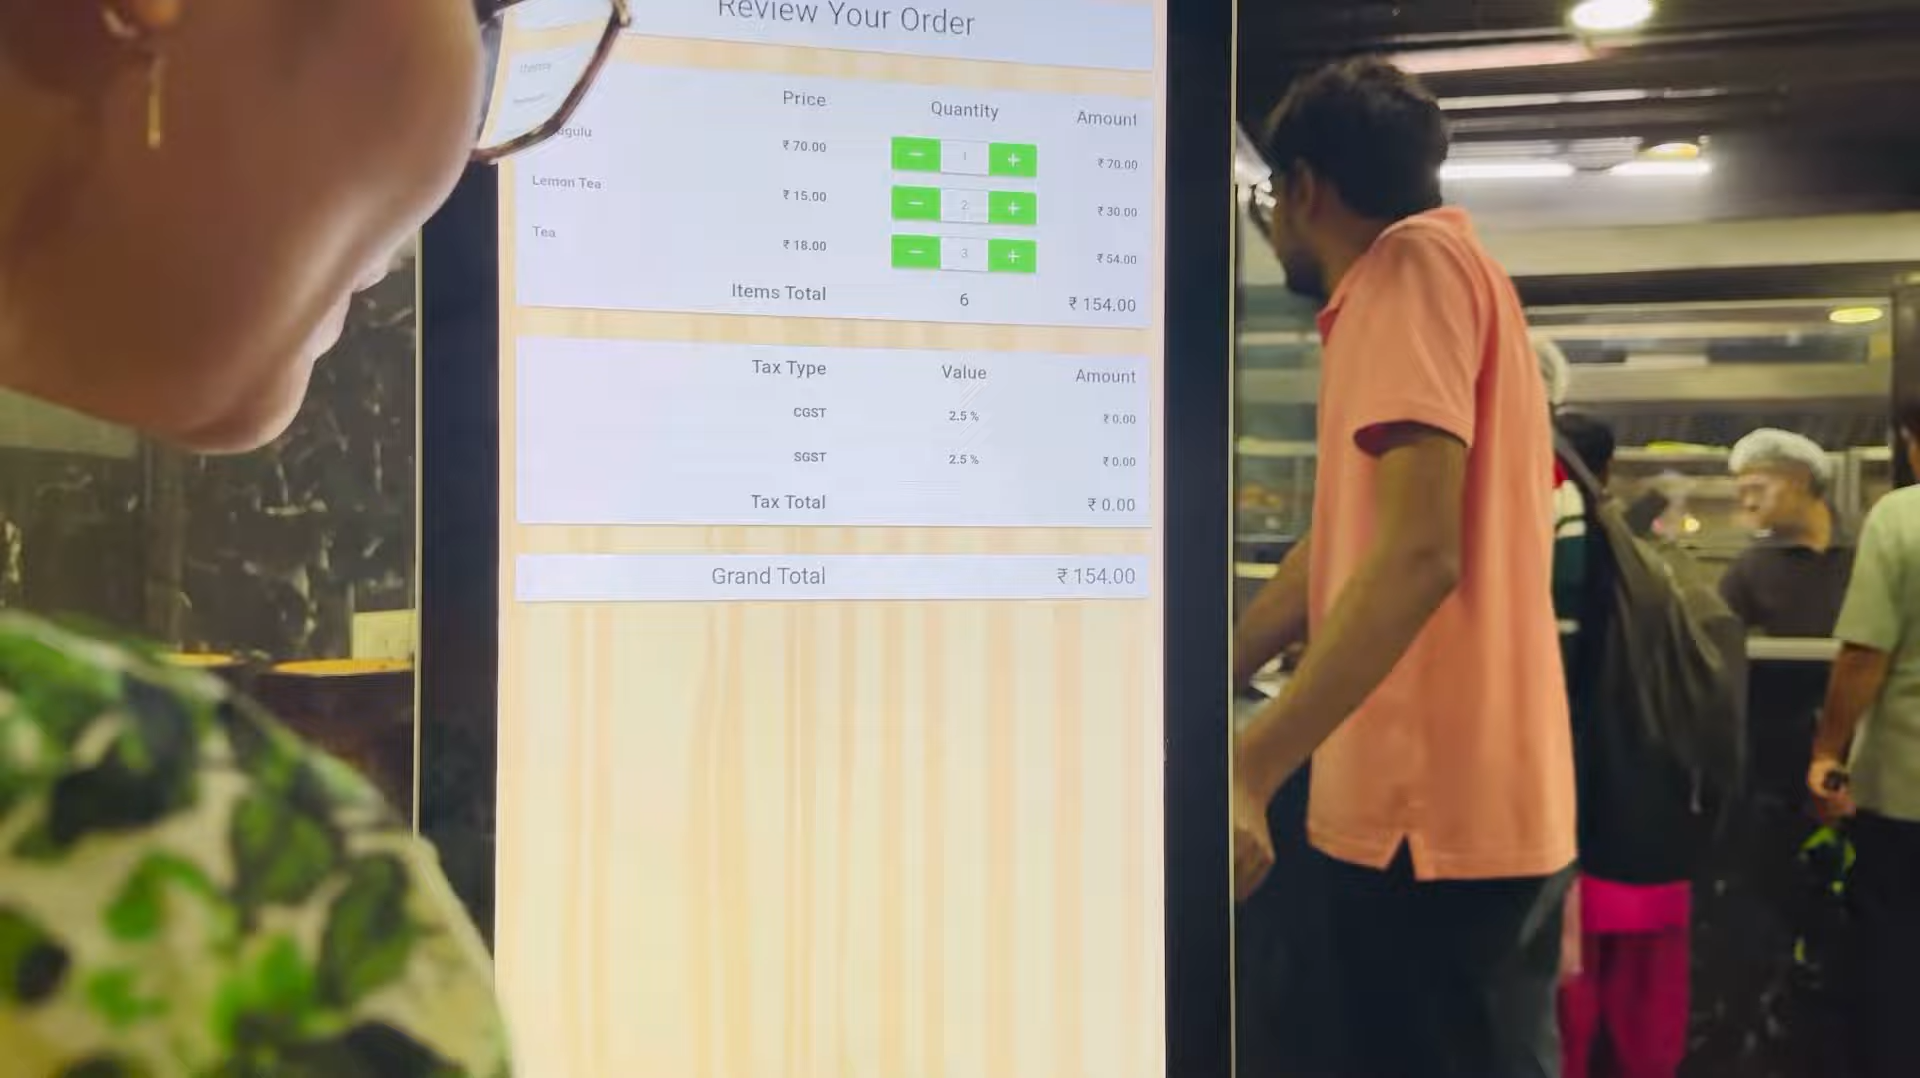 Review Your Order
Items Price Quantity Amount
₹ 70.00 − 1 + ₹ 70.00
Lemon Tea ₹ 15.00 − 2 + ₹ 30.00
Tea ₹ 18.00 − 3 + ₹ 54.00
Items Total 6 ₹ 154.00
Tax Type Value Amount
CGST 2.5 % ₹ 0.00
SGST 2.5 % ₹ 0.00
Tax Total ₹ 0.00
Grand Total ₹ 154.00